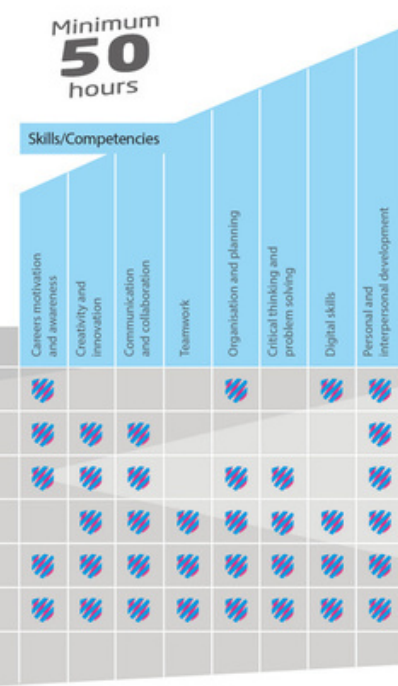 Minimum
50
hours
Skills/Competencies
Careers motivation
and awareness
Creativity and
innovation
Communication
and collaboration
Teamwork
Organisation and planning
Critical thinking and
problem solving
Digital skills
Personal and
interpersonal development